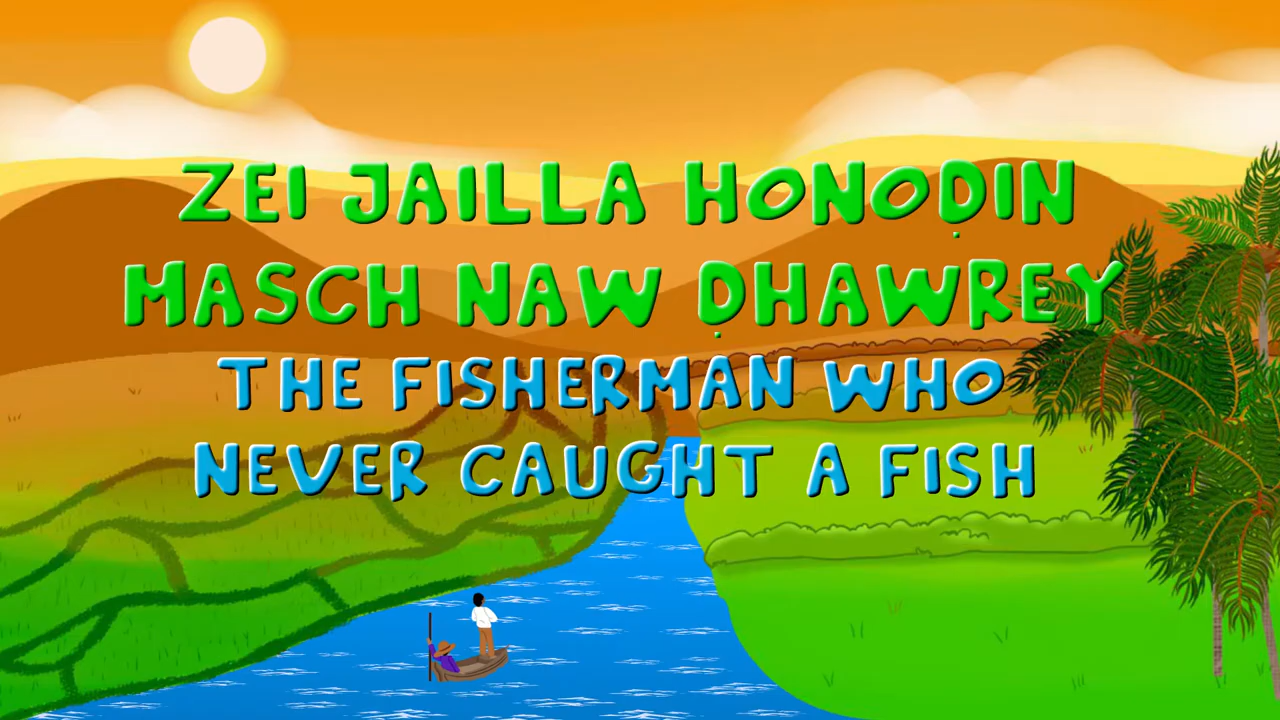 ZEI JAILLA HONOḌIN
MASCH NAW ḌHAWREY
THE FISHERMAN WHO
NEVER CAUGHT A FISH